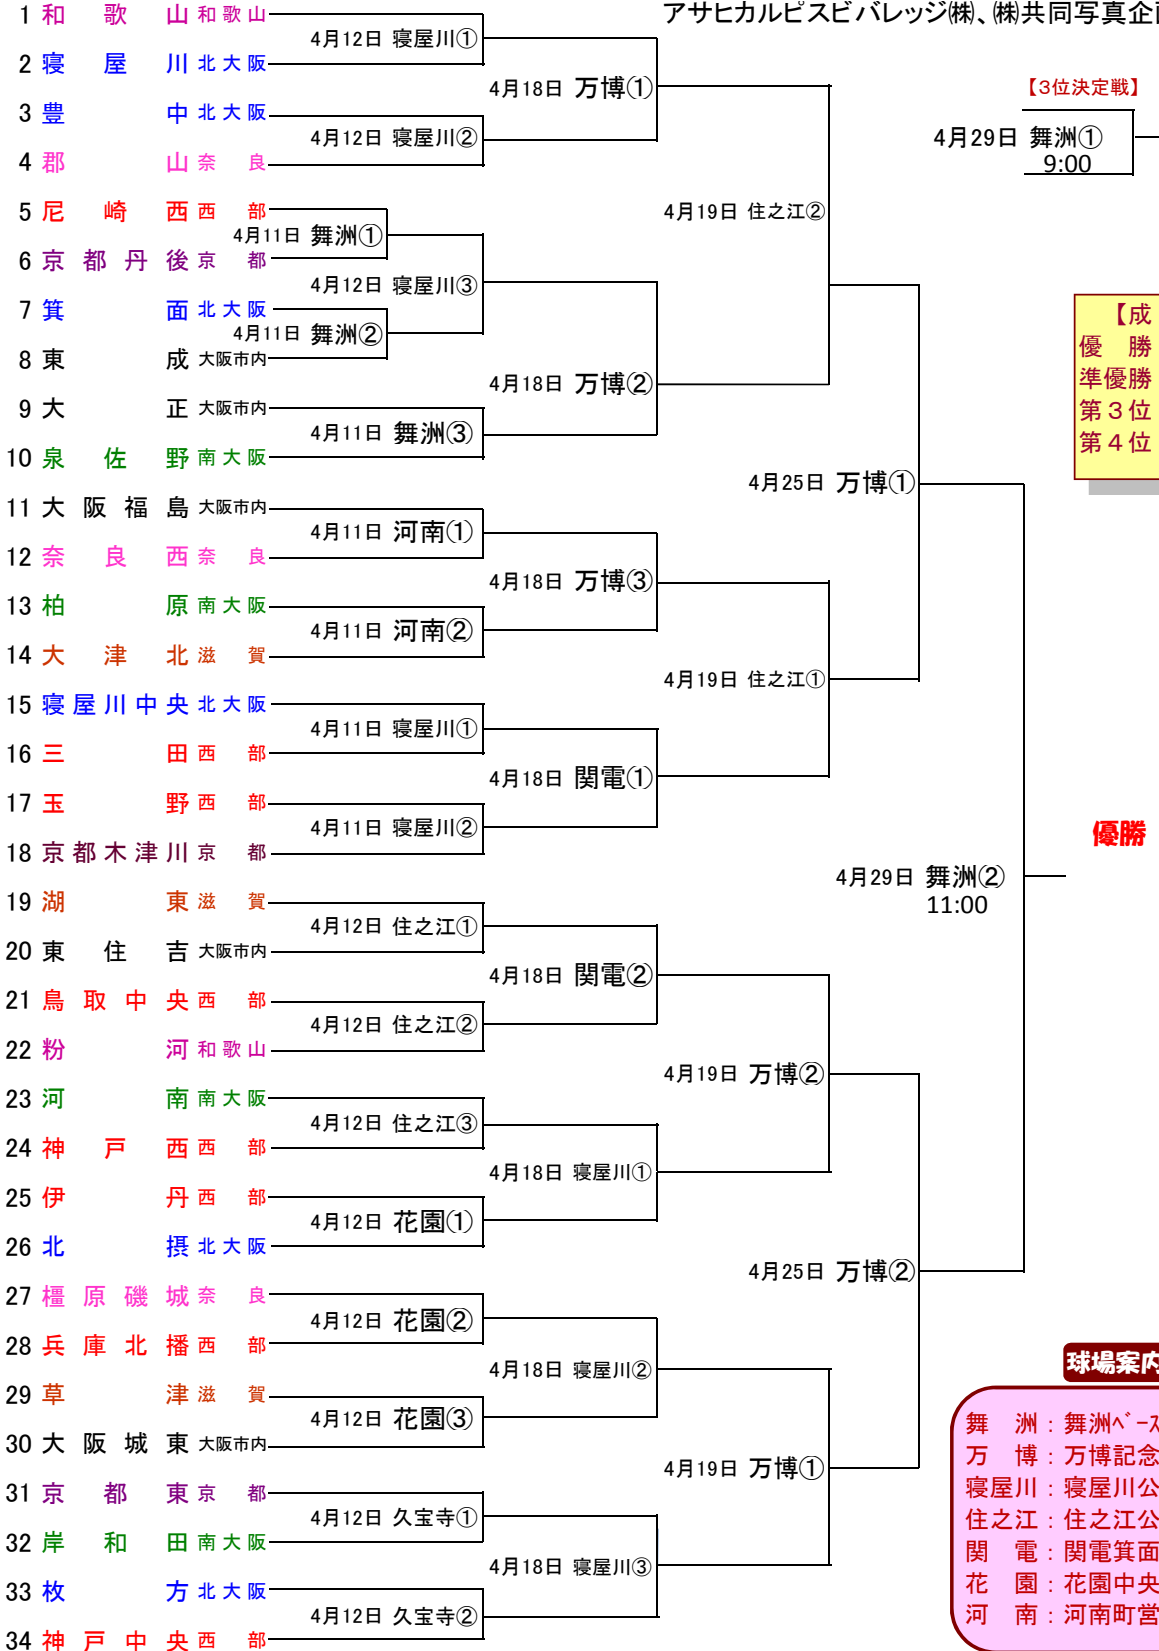 アサヒカルピスビバレッジ㈱、㈱共同写真企
1 和歌山 和歌山
4月12日 寝屋川①
2 寝屋川 北大阪
4月18日 万博①
【3位決定戦】
3 豊中 北大阪
4月12日 寝屋川②
4月29日 舞洲①
9:00
4 郡山 奈良
5 尼崎西 西部
4月11日 舞洲①
4月19日 住之江②
6 京都丹後 京都
4月12日 寝屋川③
7 箕面 北大阪
4月11日 舞洲②
【成
優勝
準優勝
第3位
第4位
8 東成 大阪市内
4月18日 万博②
9 大正 大阪市内
4月11日 舞洲③
10 泉佐野 南大阪
4月25日 万博①
11 大阪福島 大阪市内
4月11日 河南①
12 奈良西 奈良
4月18日 万博③
13 柏原 南大阪
4月11日 河南②
14 大津北 滋賀
4月19日 住之江①
15 寝屋川中央 北大阪
4月11日 寝屋川①
16 三田 西部
4月18日 関電①
17 玉野 西部
4月11日 寝屋川②
優勝
18 京都木津川 京都
4月29日 舞洲②
11:00
19 湖東 滋賀
4月12日 住之江①
20 東住吉 大阪市内
4月18日 関電②
21 鳥取中央 西部
4月12日 住之江②
22 粉河 和歌山
4月19日 万博②
23 河南 南大阪
4月12日 住之江③
24 神戸西 西部
4月18日 寝屋川①
25 伊丹 西部
4月12日 花園①
26 北摂 北大阪
4月25日 万博②
27 橿原磯城 奈良
4月12日 花園②
28 兵庫北播 西部
4月18日 寝屋川②
29 草津 滋賀
4月12日 花園③
30 大阪城東 大阪市内
4月19日 万博①
31 京都東 京都
4月12日 久宝寺①
32 岸和田 南大阪
4月18日 寝屋川③
33 枚方 北大阪
4月12日 久宝寺②
34 神戸中央 西部
球場案内
舞洲：舞洲ﾍﾞｰｽ
万博：万博記念
寝屋川：寝屋川公
住之江：住之江公
関電：関電箕面
花園：花園中央
河南：河南町営